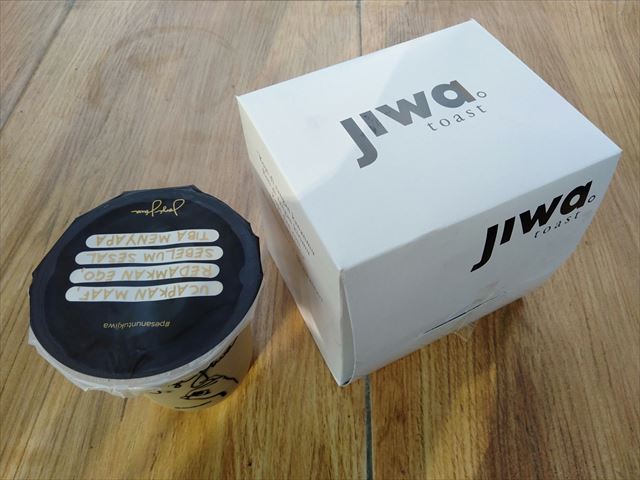 Jiwa
toast
Jiwa
toast
#pesanuntukjiwa
UCAPKAN MAAF,
REDAMKAN EGO,
SEBELUM SESAL
TIBA MENYAPA